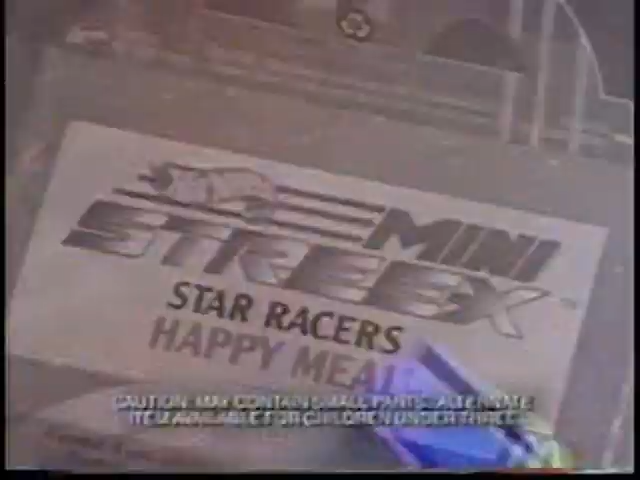 MINI
STREEX
STAR RACERS
HAPPY MEAL
CAUTION: MAY CONTAIN SMALL PARTS. ALTERNATE
ITEM AVAILABLE FOR CHILDREN UNDER THREE.